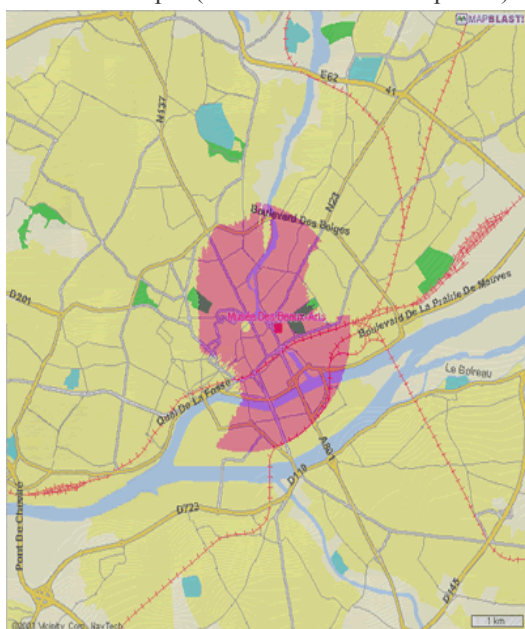 MAPBLAST!
E62
41
N137
N23
Boulevard Des Belges
D201
Musée Des Beaux-Arts
Boulevard De La Prairie De Mauves
Le Boireau
Quai De La Fosse
A801
D119
D723
Pont De Cheviré
D145
©2001 Vicinity Corp. NavTech
1 km